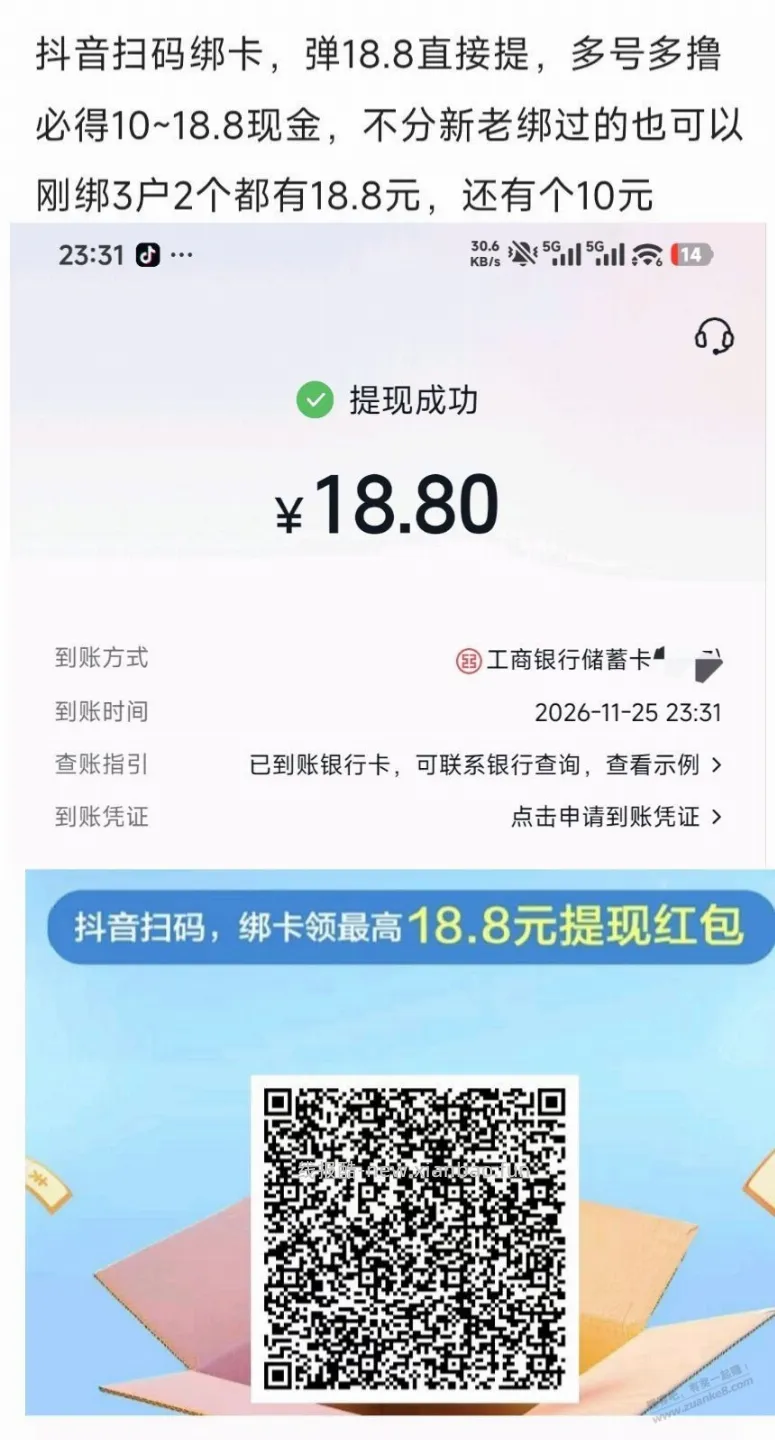 抖音扫码绑卡，弹18.8直接提，多号多撸
必得10~18.8现金，不分新老绑过的也可以
刚绑3户2个都有18.8元，还有个10元
23:31 ··· 30.6 KB/s 5G 5G 6 14
提现成功
¥18.80
到账方式 工商银行储蓄卡
到账时间 2026-11-25 23:31
查账指引 已到账银行卡，可联系银行查询，查看示例 >
到账凭证 点击申请到账凭证 >
抖音扫码，绑卡领最高18.8元提现红包
www.zuanke8.com